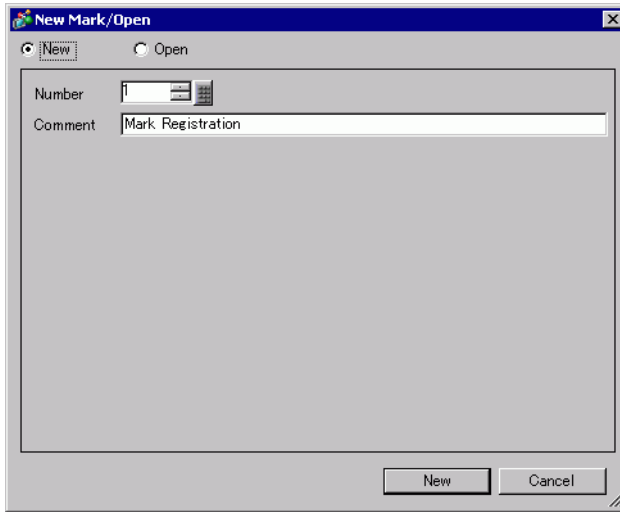 New Mark/Open
New Open
Number 1
Comment Mark Registration
New Cancel